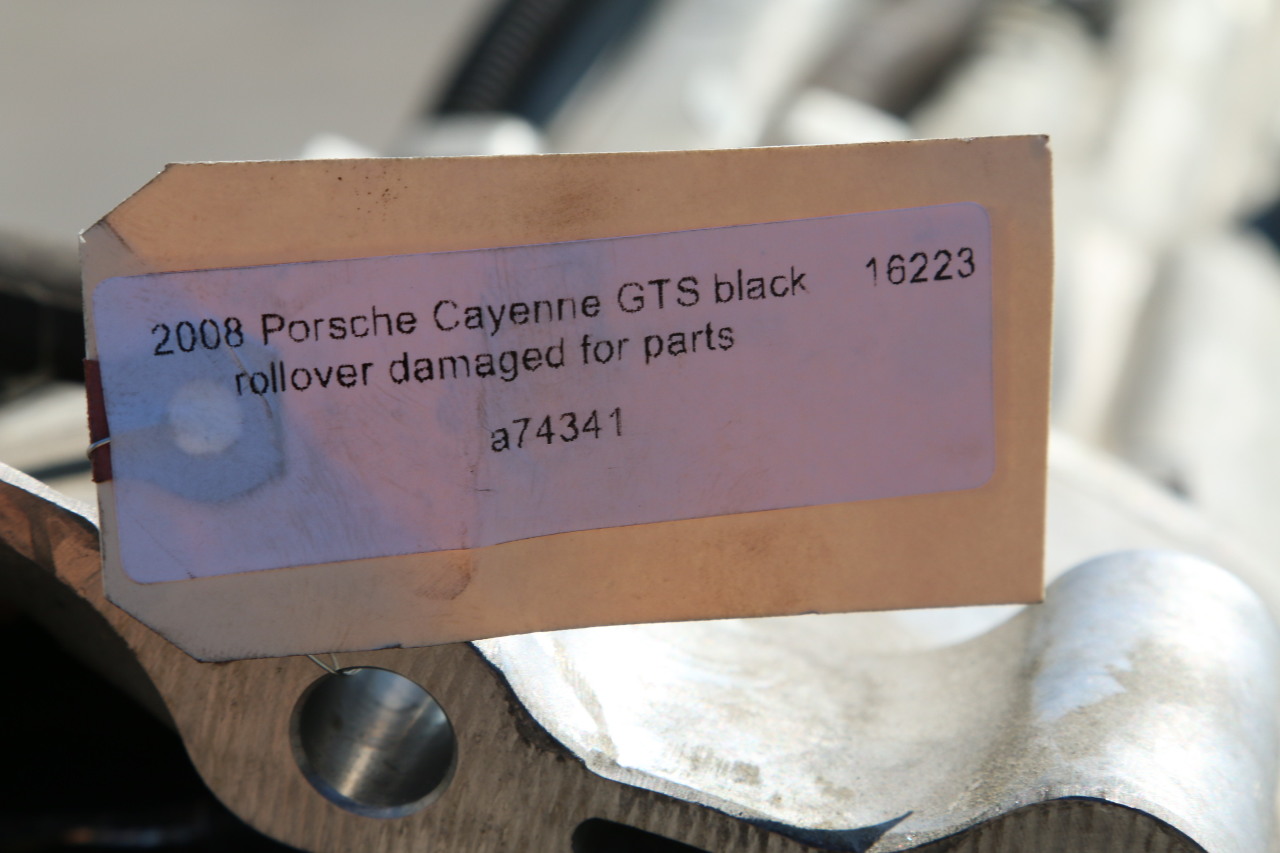 2008 Porsche Cayenne GTS black 16223
rollover damaged for parts
a74341